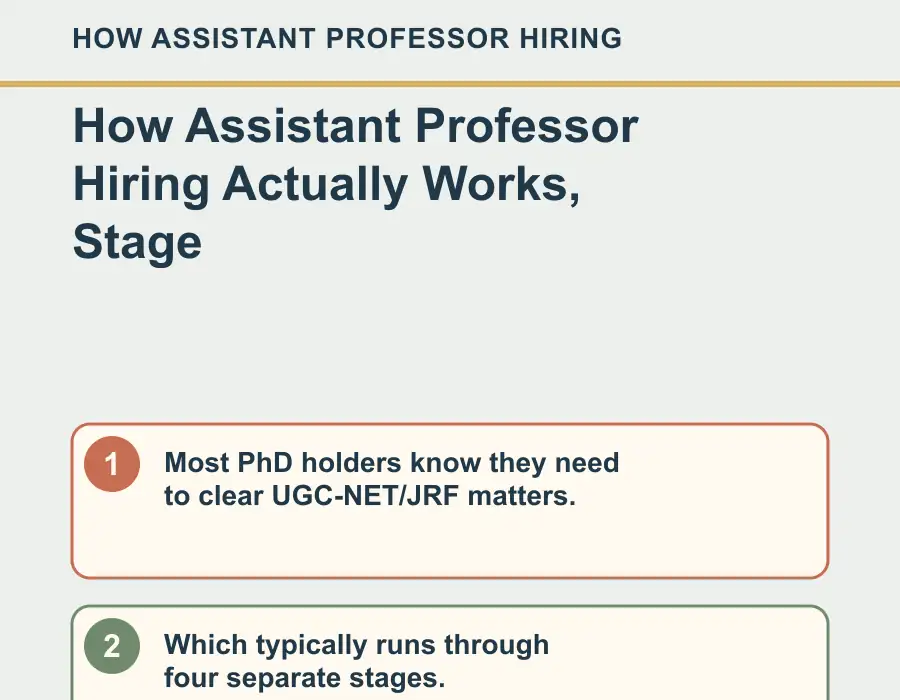 HOW ASSISTANT PROFESSOR HIRING
How Assistant Professor
Hiring Actually Works,
Stage
1
Most PhD holders know they need
to clear UGC-NET/JRF matters.
2
Which typically runs through
four separate stages.